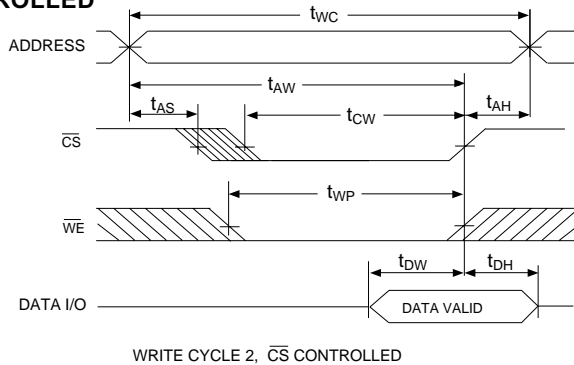 ROLLED
tWC
ADDRESS
tAW
tAS
tCW
tAH
CS
tWP
WE
tDW
tDH
DATA I/O
DATA VALID
WRITE CYCLE 2, CS CONTROLLED